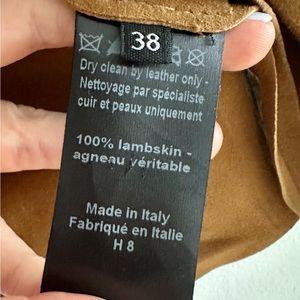 38
Dry clean by leather only -
Nettoyage par spécialiste
cuir et peaux uniquement
100% lambskin -
agneau véritable
Made in Italy
Fabriqué en Italie
H 8